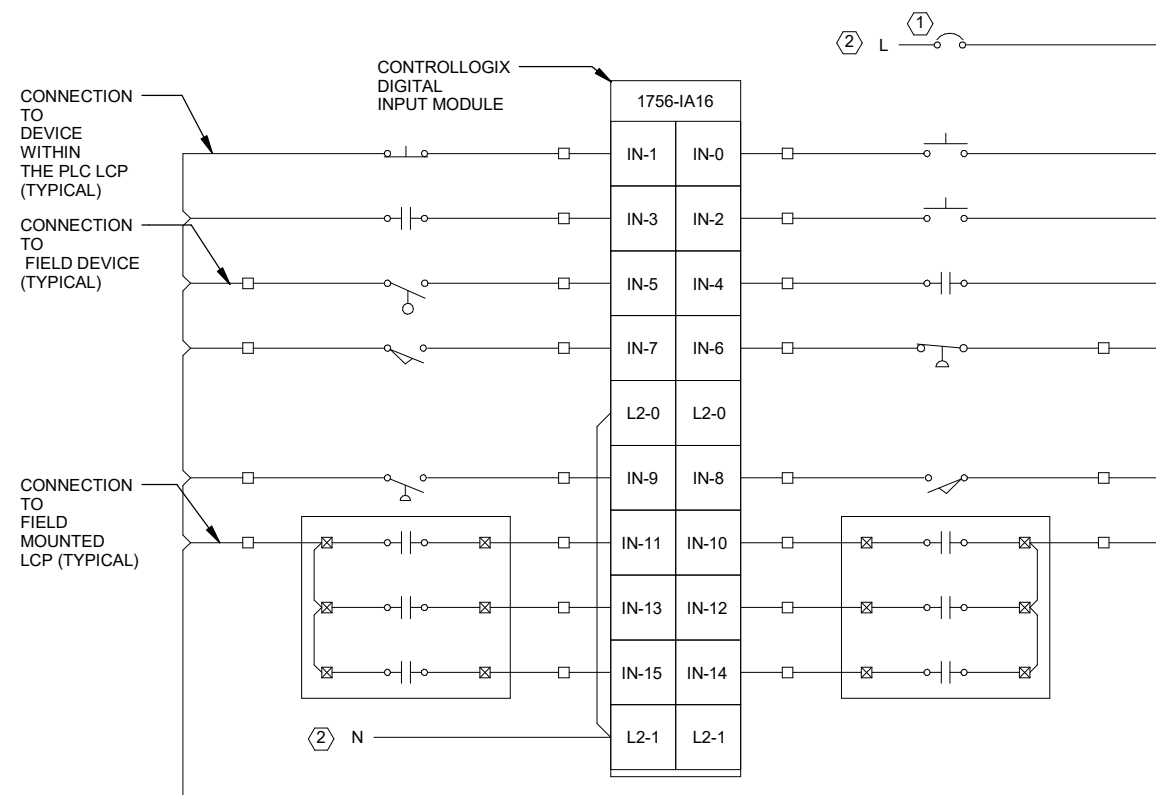 1
2 L
CONTROLLOGIX
DIGITAL
INPUT MODULE
CONNECTION
TO
DEVICE
WITHIN
THE PLC LCP
(TYPICAL)
CONNECTION
TO
FIELD DEVICE
(TYPICAL)
CONNECTION
TO
FIELD
MOUNTED
LCP (TYPICAL)
1756-IA16
IN-1 IN-0
IN-3 IN-2
IN-5 IN-4
IN-7 IN-6
L2-0 L2-0
IN-9 IN-8
IN-11 IN-10
IN-13 IN-12
IN-15 IN-14
L2-1 L2-1
2 N